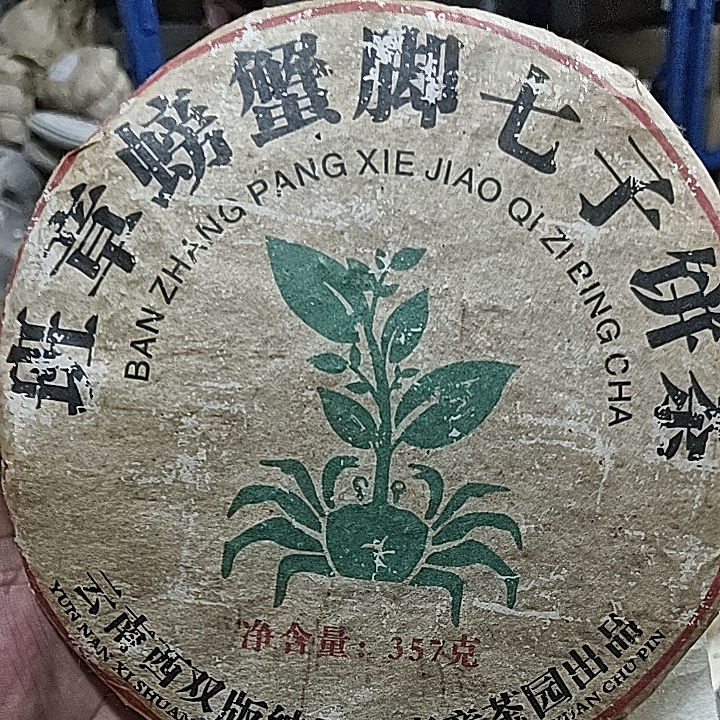 班章螃蟹脚七子饼茶
BAN ZHANG PANG XIE JIAO QI ZI BING CHA
净含量: 357克
云南西双版纳
茶园出品
YUN NAN XI SHUAN
YUAN CHU PIN